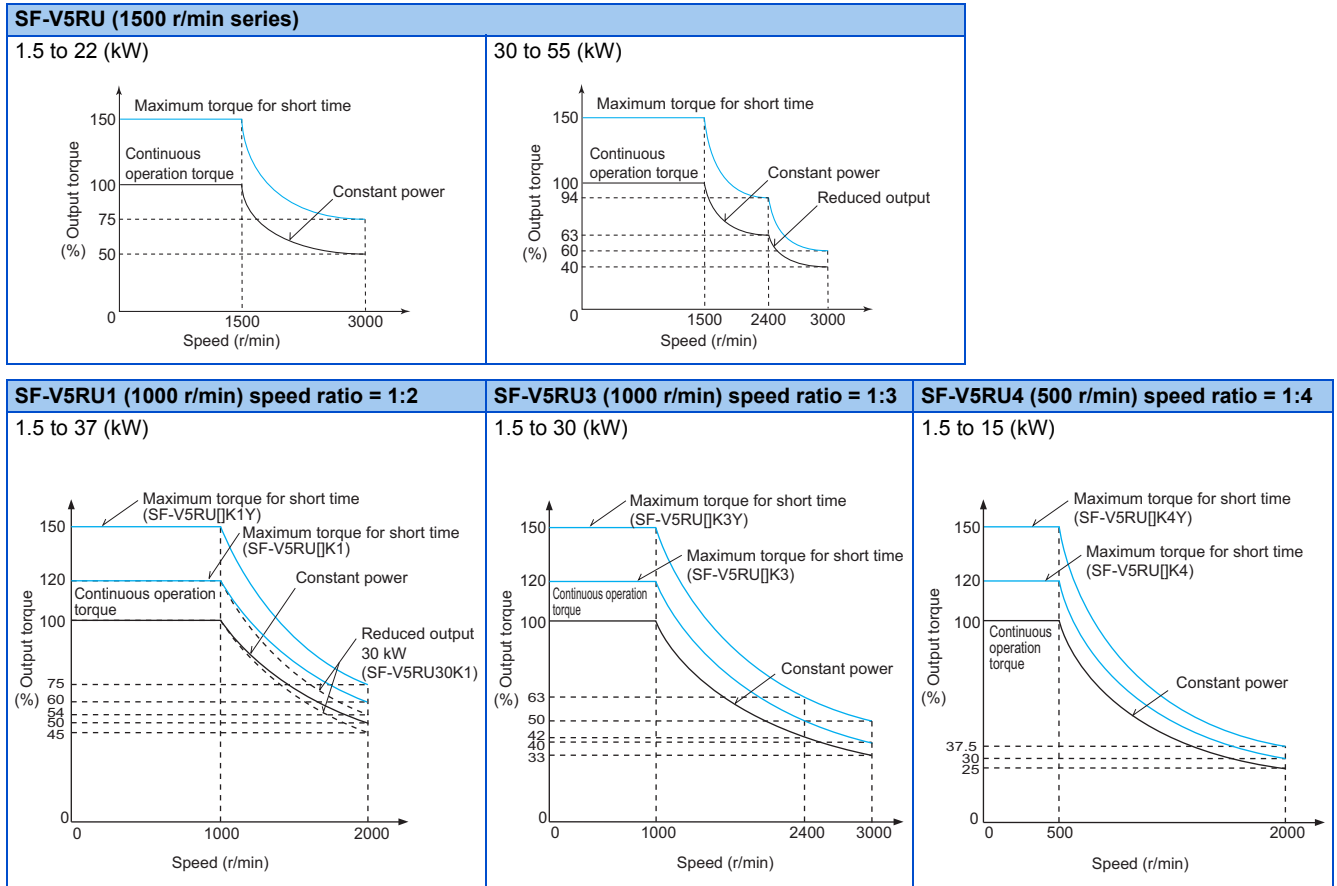 SF-V5RU (1500 r/min series)
1.5 to 22 (kW)
Maximum torque for short time
150
Continuous
operation torque
100
Constant power
75
50
Output torque
(%)
0
1500
3000
Speed (r/min)
30 to 55 (kW)
Maximum torque for short time
150
Continuous
operation torque
100
94
Constant power
Reduced output
63
60
40
Output torque
(%)
0
1500
2400
3000
Speed (r/min)
SF-V5RU1 (1000 r/min) speed ratio = 1:2
1.5 to 37 (kW)
Maximum torque for short time
(SF-V5RU[]K1Y)
150
Maximum torque for short time
(SF-V5RU[]K1)
120
Constant power
Continuous operation
torque
100
Reduced output
30 kW
(SF-V5RU30K1)
75
60
54
50
45
Output torque
(%)
0
0
1000
2000
Speed (r/min)
SF-V5RU3 (1000 r/min) speed ratio = 1:3
1.5 to 30 (kW)
Maximum torque for short time
(SF-V5RU[]K3Y)
150
Maximum torque for short time
(SF-V5RU[]K3)
120
Continuous operation
torque
100
Constant power
63
50
42
40
33
Output torque
(%)
0
0
1000
2400
3000
Speed (r/min)
SF-V5RU4 (500 r/min) speed ratio = 1:4
1.5 to 15 (kW)
Maximum torque for short time
(SF-V5RU[]K4Y)
150
Maximum torque for short time
(SF-V5RU[]K4)
120
100
Continuous
operation
torque
Constant power
37.5
30
25
Output torque
(%)
0
0
500
2000
Speed (r/min)